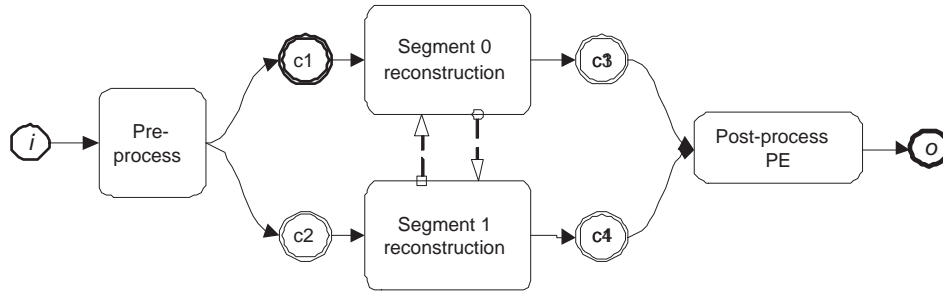 i
Pre-
process
c1
c2
Segment 0
reconstruction
Segment 1
reconstruction
c3
c4
Post-process
PE
o